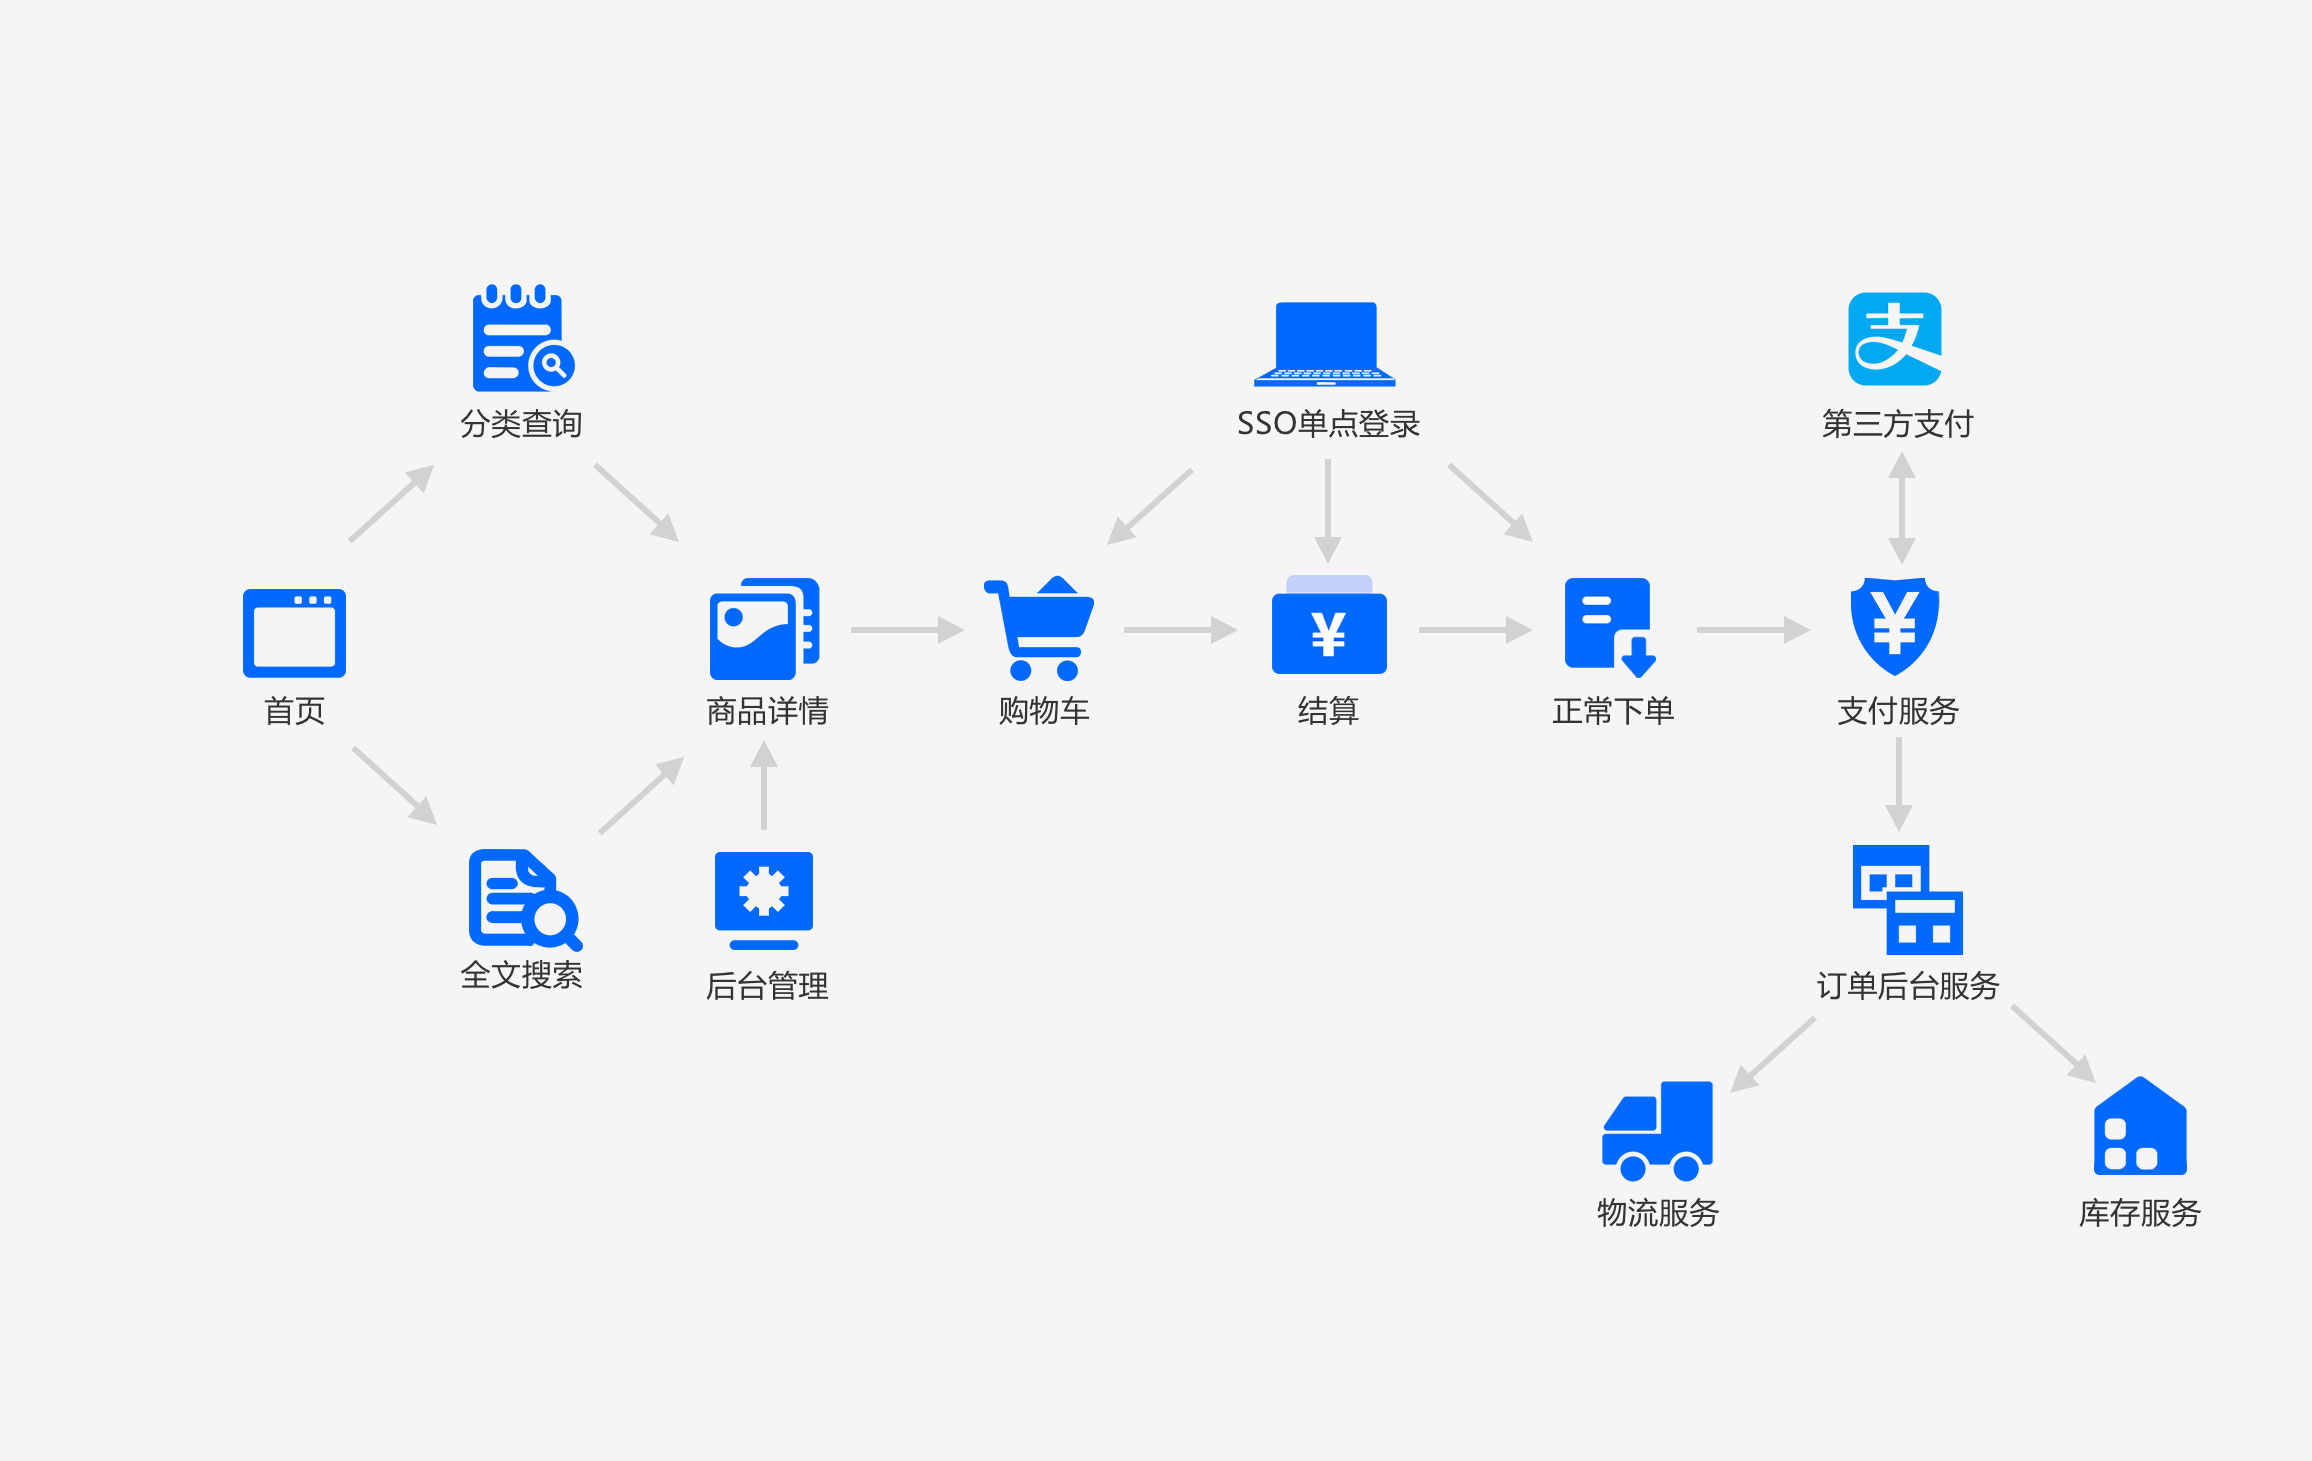 分类查询
SSO单点登录
第三方支付
首页
商品详情
购物车
¥
结算
正常下单
¥
支付服务
全文搜索
后台管理
订单后台服务
物流服务
库存服务